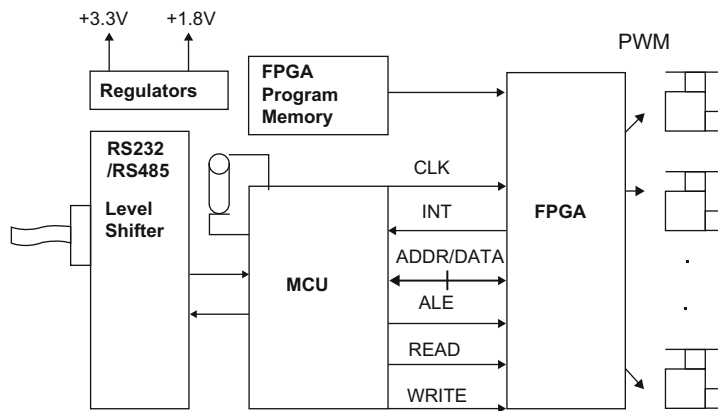 +3.3V
+1.8V
Regulators
FPGA
Program
Memory
PWM
RS232
/RS485
Level
Shifter
MCU
CLK
INT
ADDR/DATA
ALE
READ
WRITE
FPGA